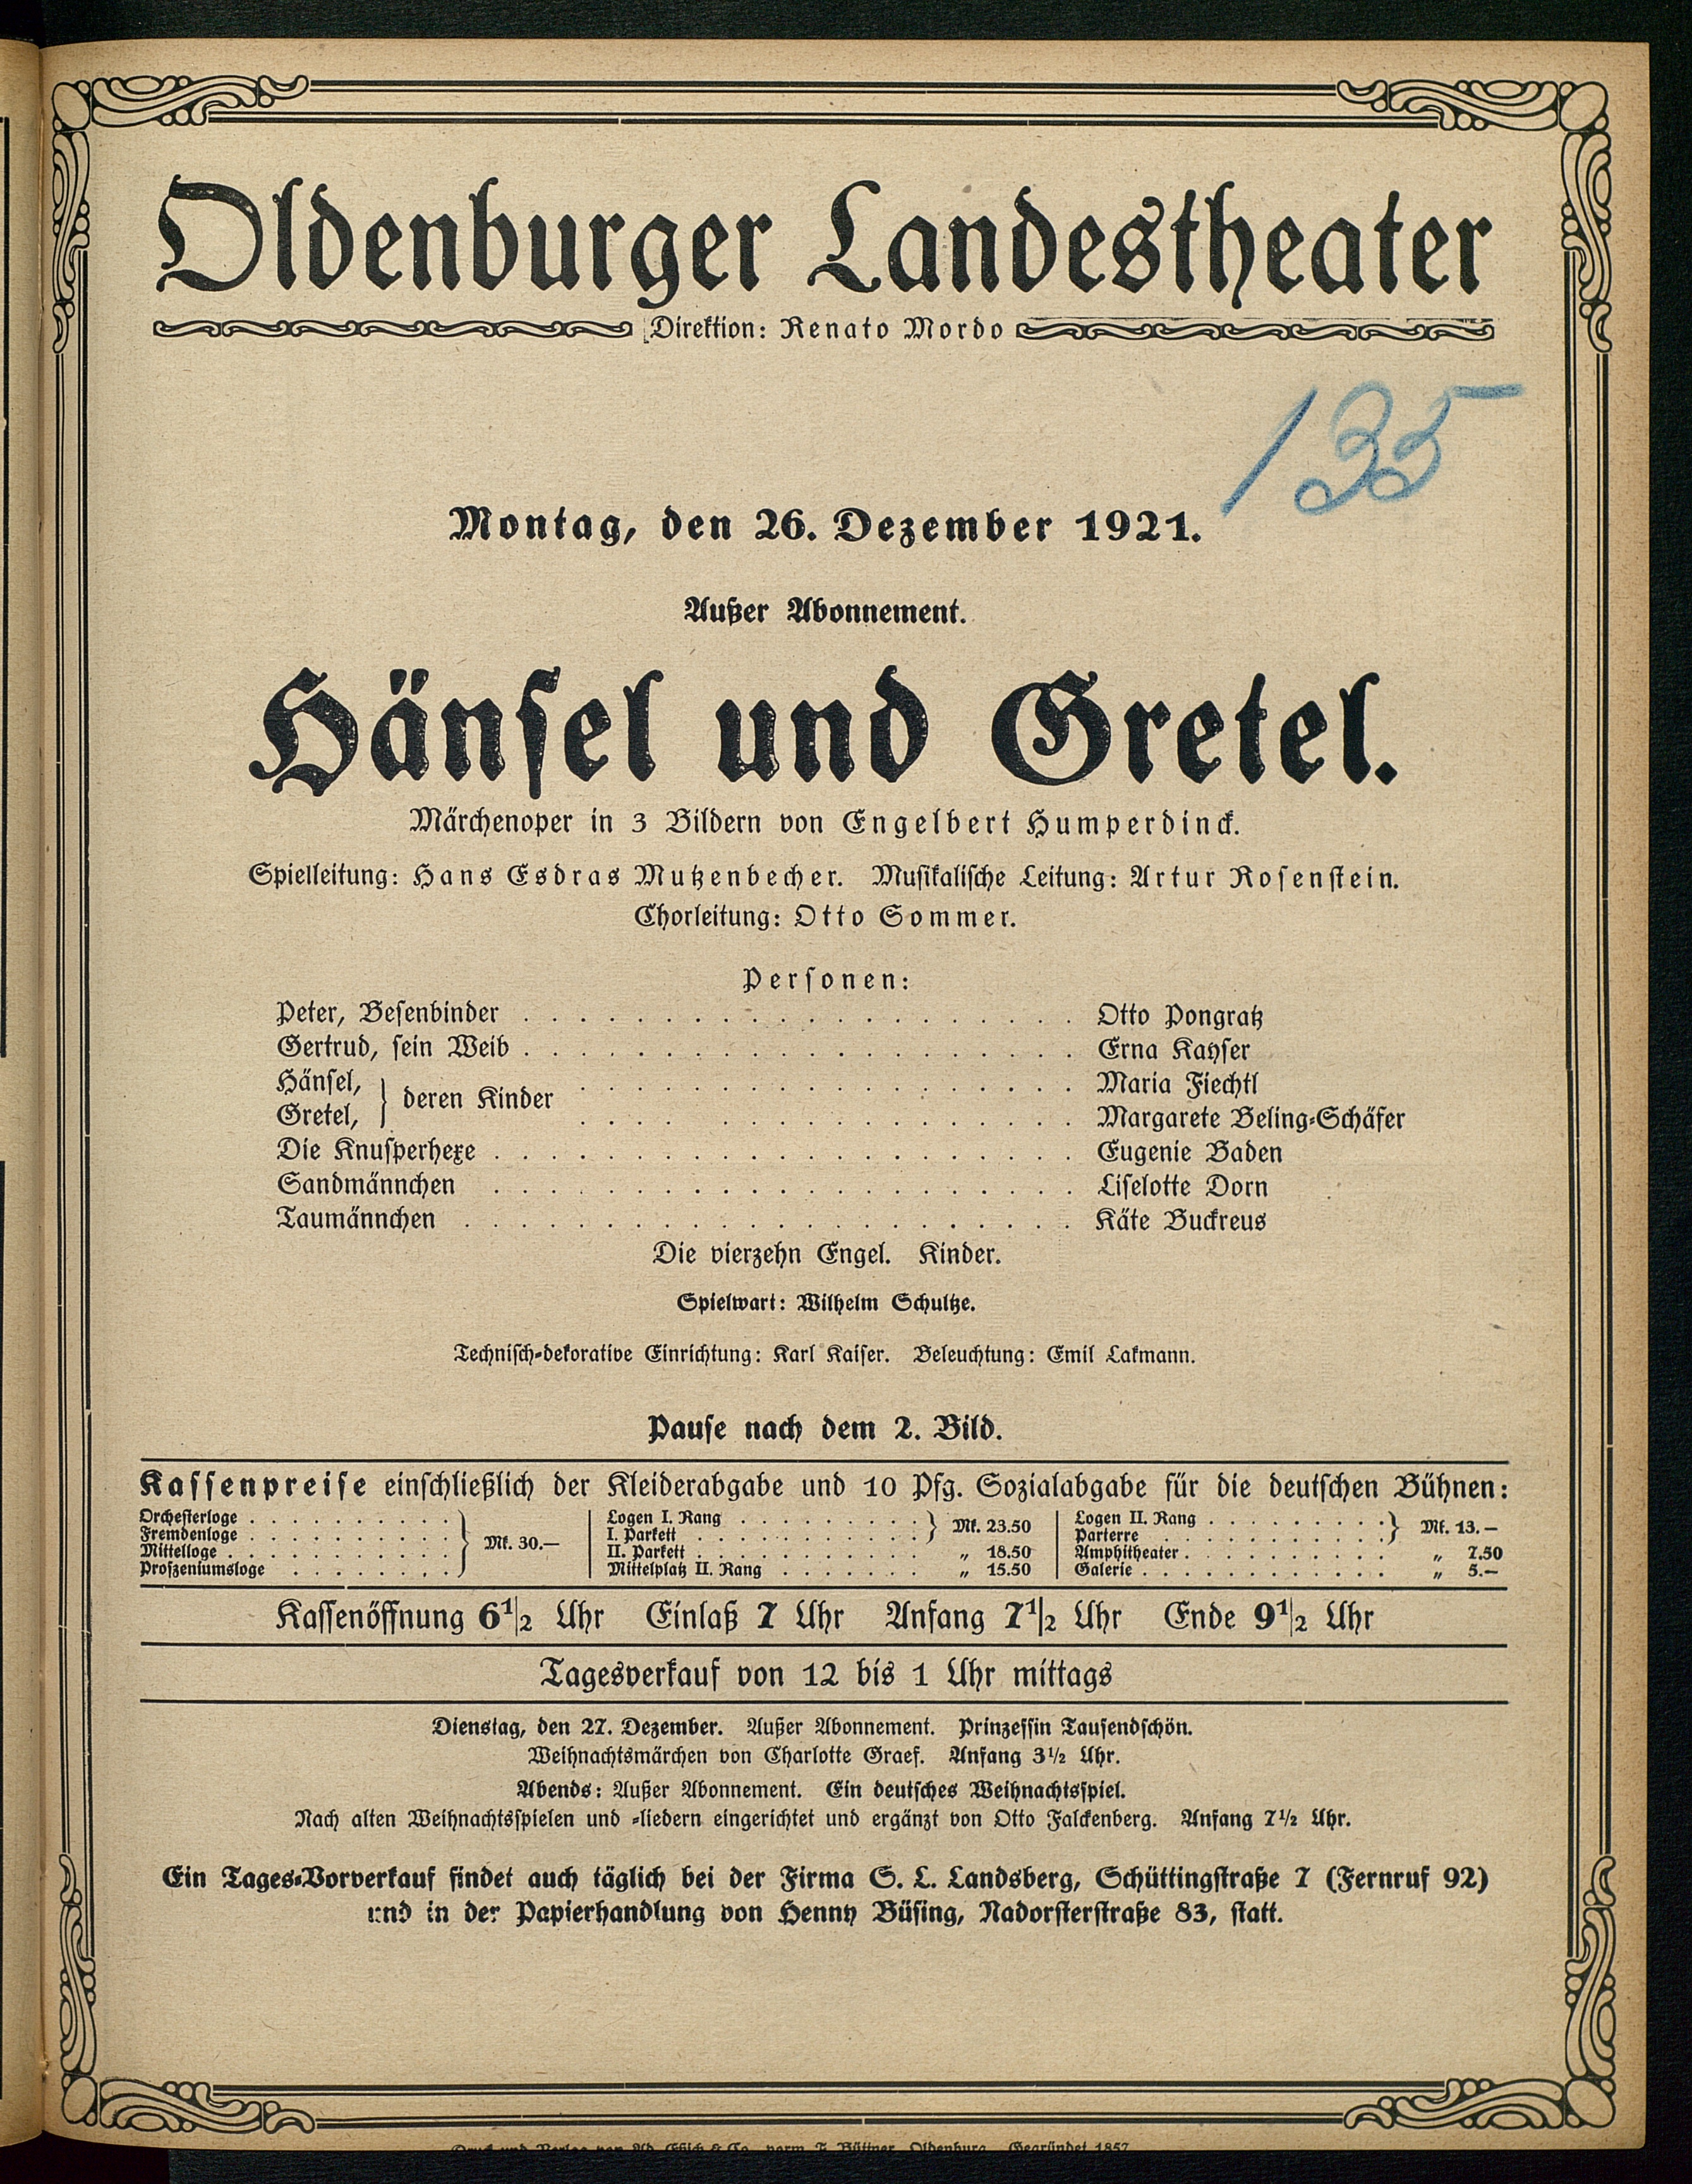 Oldenburger Landestheater
Direktion: Renato Mordo
135
Montag, den 26. Dezember 1921.
Außer Abonnement.
Hänsel und Gretel.
Märchenoper in 3 Bildern von Engelbert Humperdinck.
Spielleitung: Hans Esdras Mutzenbecher. Musikalische Leitung: Artur Rosenstein.
Chorleitung: Otto Sommer.
Personen:
Peter, Besenbinder . . . . . . . . . . . . . . . . . . . . Otto Pongratz
Gertrud, sein Weib . . . . . . . . . . . . . . . . . . . . Erna Kayser
Hänsel, } deren Kinder . . . . . . . . . . . . . . . . . . Maria Fiechtl
Gretel, . . . . . . . . . . . . . . . . . . Margarete Beling-Schäfer
Die Knusperhexe . . . . . . . . . . . . . . . . . . . . . Eugenie Baden
Sandmännchen . . . . . . . . . . . . . . . . . . . . . Liselotte Dorn
Taumännchen . . . . . . . . . . . . . . . . . . . . . . Käte Buckreus
Die vierzehn Engel. Kinder.
Spielwart: Wilhelm Schultze.
Technisch-dekorative Einrichtung: Karl Kaiser. Beleuchtung: Emil Lakmann.
Pause nach dem 2. Bild.
Kassenpreise einschließlich der Kleiderabgabe und 10 Pfg. Sozialabgabe für die deutschen Bühnen:
Orchesterloge . . . . . . . . . .
Fremdenloge . . . . . . . . . .
Mittelloge . . . . . . . . . . .
Proszeniumsloge . . . . . . . .
} Mk. 30.—
Logen I. Rang . . . . . . . . .
I. Parkett . . . . . . . . . . .
} Mk. 23.50
II. Parkett . . . . . . . . . . . „ 18.50
Mittelplatz II. Rang . . . . . . . „ 15.50
Logen II. Rang . . . . . . . . .
Parterre . . . . . . . . . . .
} Mk. 13.—
Amphitheater . . . . . . . . . . „ 7.50
Galerie . . . . . . . . . . . . „ 5.—
Kassenöffnung 6½ Uhr Einlaß 7 Uhr Anfang 7½ Uhr Ende 9½ Uhr
Tagesverkauf von 12 bis 1 Uhr mittags
Dienstag, den 27. Dezember. Außer Abonnement. Prinzessin Tausendschön.
Weihnachtsmärchen von Charlotte Graef. Anfang 3½ Uhr.
Abends: Außer Abonnement. Ein deutsches Weihnachtsspiel.
Nach alten Weihnachtsspielen und -liedern eingerichtet und ergänzt von Otto Falckenberg. Anfang 7½ Uhr.
Ein Tages-Vorverkauf findet auch täglich bei der Firma S. L. Landsberg, Schüttingstraße 7 (Fernruf 92)
und in der Papierhandlung von Henny Büsing, Nadorsterstraße 83, statt.
Druck und Verlag von Ad. Littmann Oldenburg. Gegründet 1857